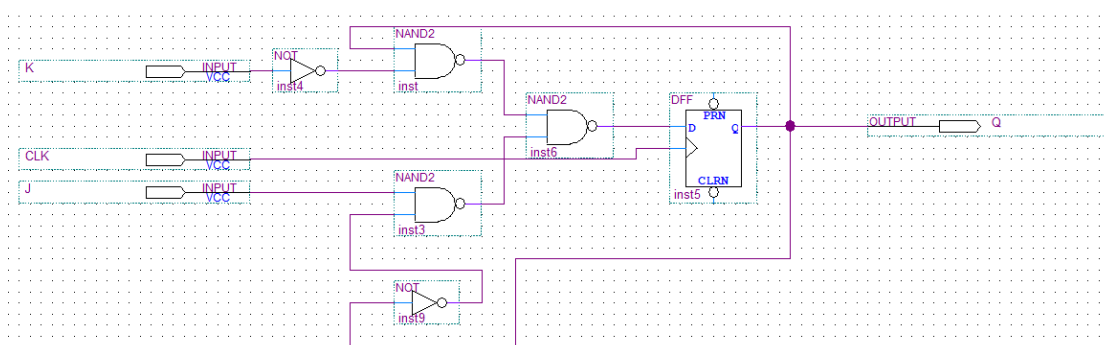 NAND2
K
INPUT
VCC
NOT
inst4
inst
NAND2
inst6
DFF
PRN
D
Q
CLRN
inst5
OUTPUT
Q
CLK
INPUT
VCC
J
INPUT
VCC
NAND2
inst3
NOT
inst9